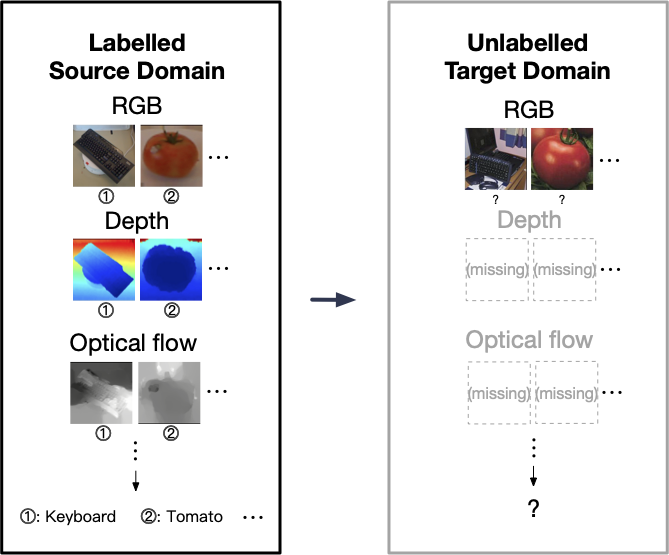 Labelled
Source Domain
RGB
...
① ②
Depth
...
① ②
Optical flow
...
① ②
①: Keyboard ②: Tomato ...
Unlabelled
Target Domain
RGB
...
? ?
Depth
(missing) (missing) ...
Optical flow
(missing) (missing) ...
?